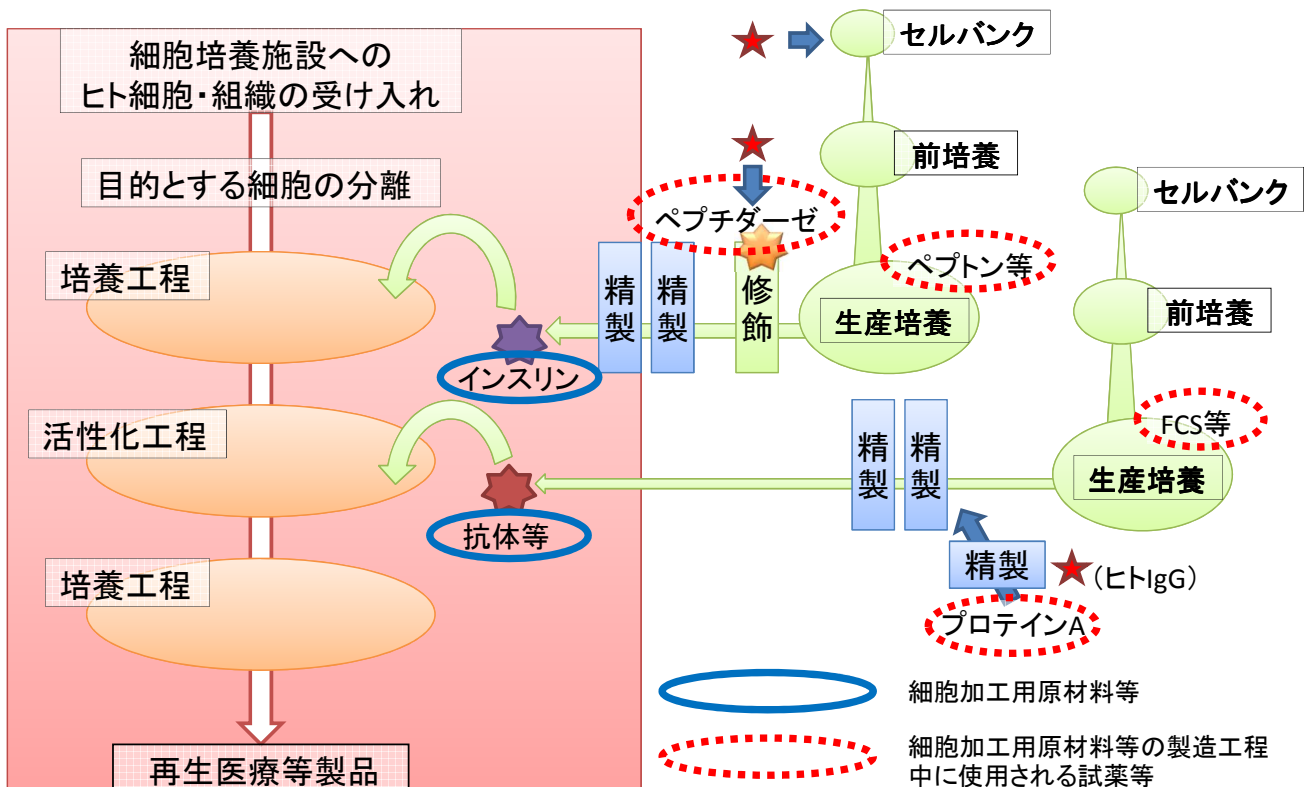 細胞培養施設への
ヒト細胞・組織の受け入れ
目的とする細胞の分離
培養工程
活性化工程
培養工程
再生医療等製品
インスリン
抗体等
精製
精製
修飾
ペプチダーゼ
セルバンク
前培養
ペプトン等
生産培養
セルバンク
前培養
FCS等
生産培養
精製
精製
精製
(ヒトIgG)
プロテインA
細胞加工用原材料等
細胞加工用原材料等の製造工程
中に使用される試薬等